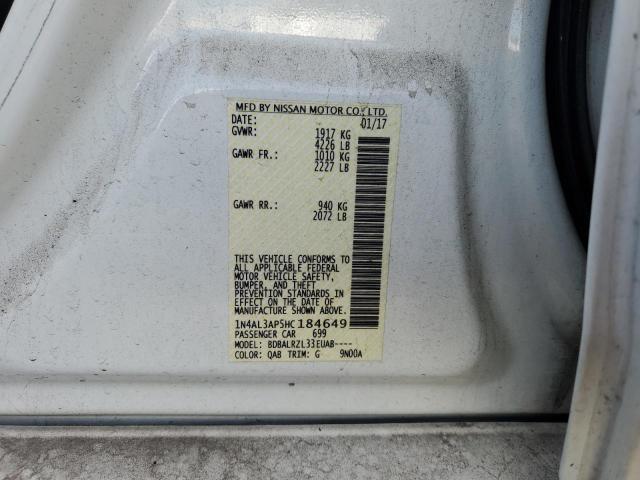 MFD BY NISSAN MOTOR CO., LTD.
DATE: 01/17
GVWR: 1917 KG
4226 LB
GAWR FR.: 1010 KG
2227 LB
GAWR RR.: 940 KG
2072 LB
THIS VEHICLE CONFORMS TO
ALL APPLICABLE FEDERAL
MOTOR VEHICLE SAFETY,
BUMPER, AND THEFT
PREVENTION STANDARDS IN
EFFECT ON THE DATE OF
MANUFACTURE SHOWN ABOVE.
1N4AL3AP5HC184649
PASSENGER CAR 699
MODEL: BDBALRZL33EUAB----
COLOR: QAB TRIM: G 9N00A